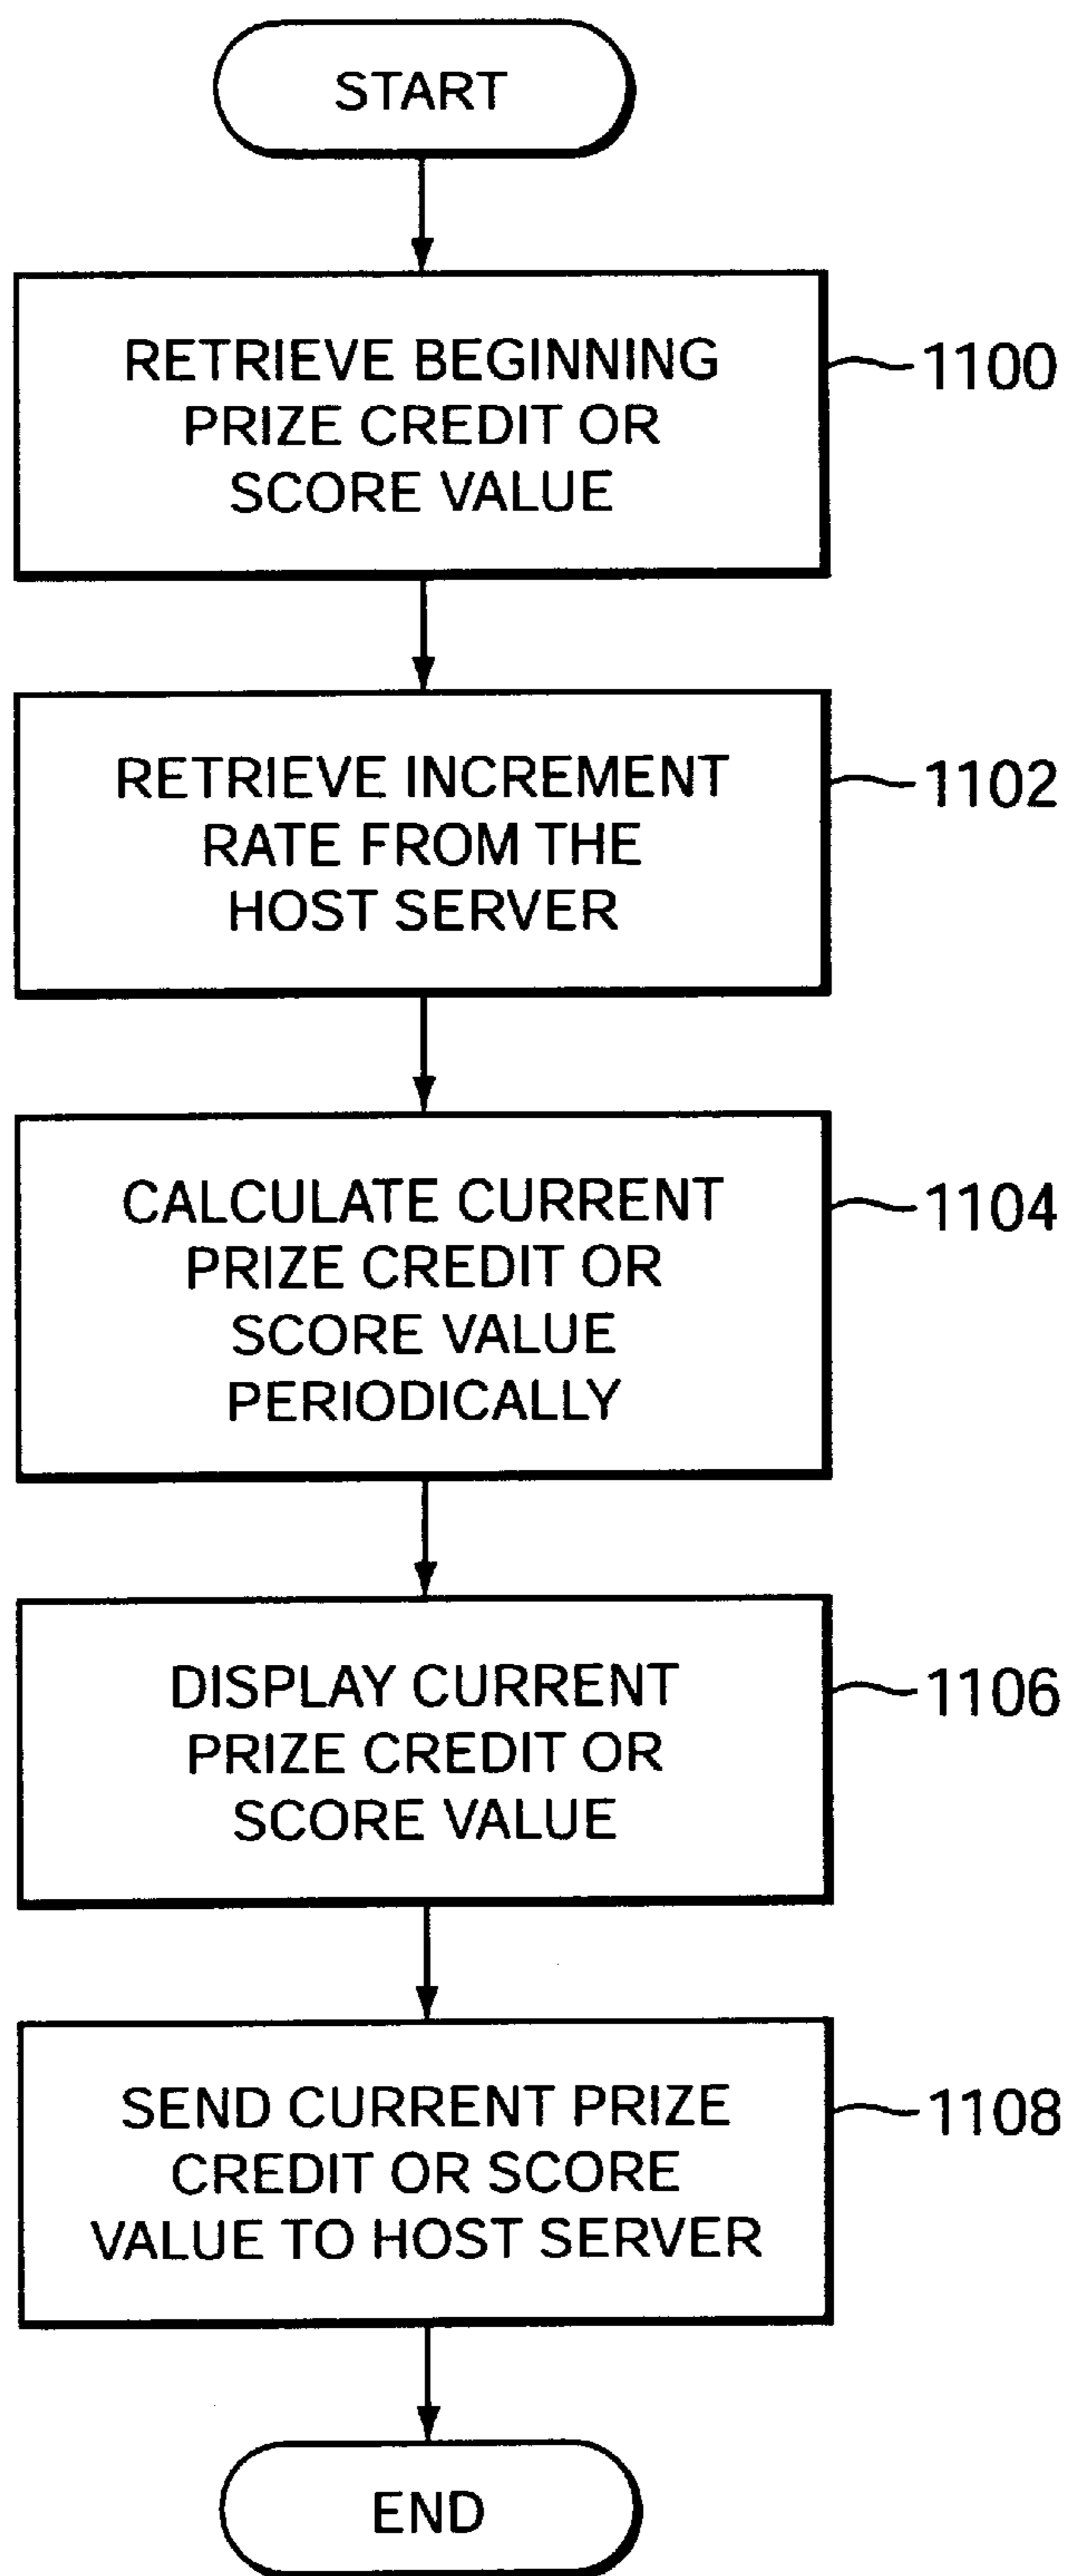 START
RETRIEVE BEGINNING
PRIZE CREDIT OR
SCORE VALUE
1100
RETRIEVE INCREMENT
RATE FROM THE
HOST SERVER
1102
CALCULATE CURRENT
PRIZE CREDIT OR
SCORE VALUE
PERIODICALLY
1104
DISPLAY CURRENT
PRIZE CREDIT OR
SCORE VALUE
1106
SEND CURRENT PRIZE
CREDIT OR SCORE
VALUE TO HOST SERVER
1108
END